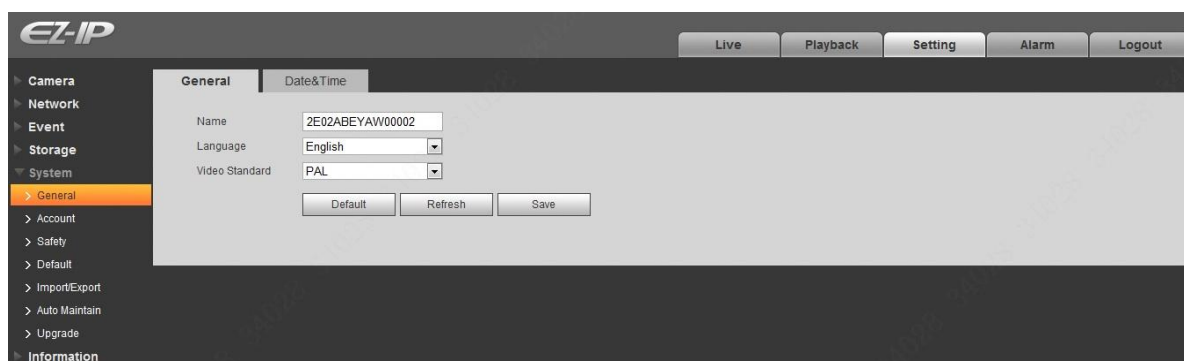 EZ-IP
Live Playback Setting Alarm Logout
Camera
Network
Event
Storage
System
General
Account
Safety
Default
Import/Export
Auto Maintain
Upgrade
Information
General Date&Time
Name 2E02ABEYAW00002
Language English
Video Standard PAL
Default Refresh Save